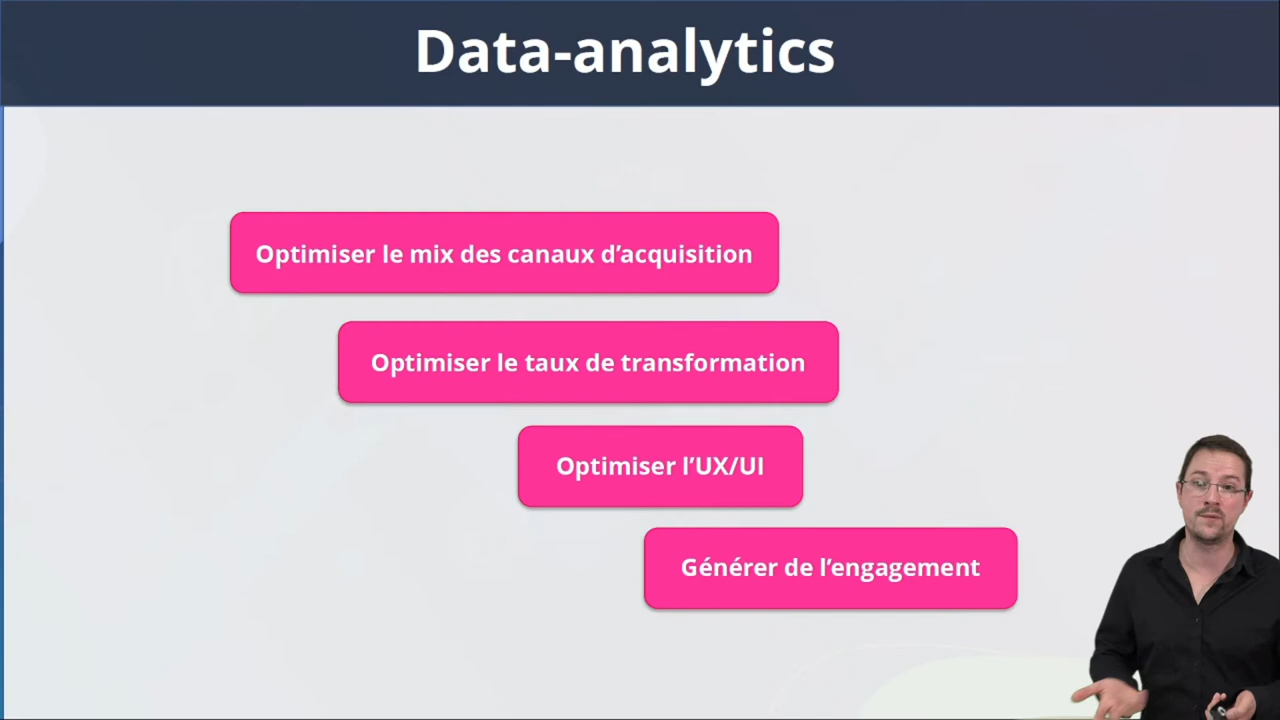 Data-analytics
Optimiser le mix des canaux d’acquisition
Optimiser le taux de transformation
Optimiser l’UX/UI
Générer de l’engagement